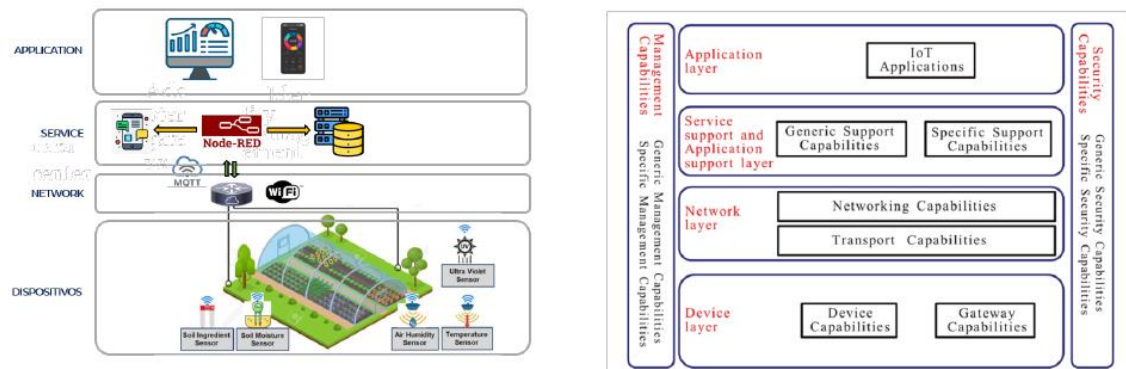 APPLICATION
SERVICE
Node-RED
MQTT
NETWORK
WiFi
DISPOSITIVOS
UV
Ultra Violet
Sensor
Soil Ingredient
Sensor
Soil Moisture
Sensor
Air Humidity
Sensor
Temperature
Sensor
Management
Capabilities
Generic Management Capabilities
Specific Management Capabilities
Application
layer
IoT
Applications
Service
support and
Application
support layer
Generic Support
Capabilities
Specific Support
Capabilities
Network
layer
Networking Capabilities
Transport Capabilities
Device
layer
Device
Capabilities
Gateway
Capabilities
Security
Capabilities
Generic Security Capabilities
Specific Security Capabilities